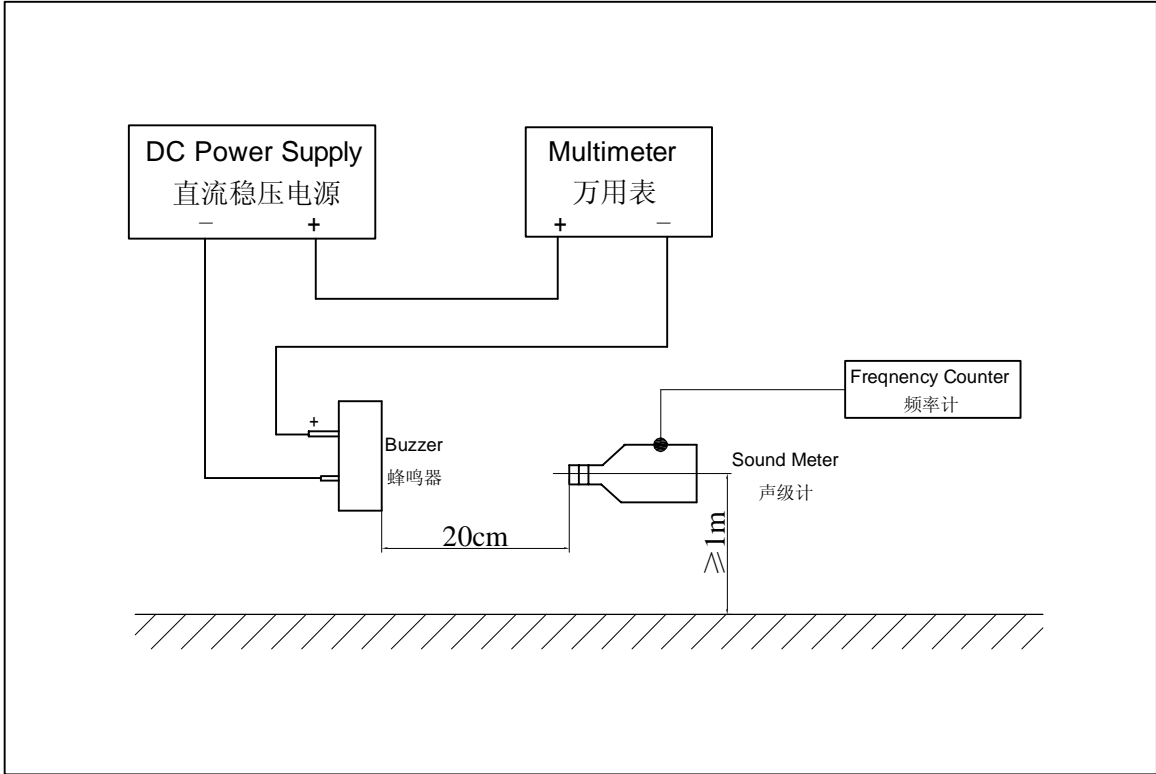 DC Power Supply
直流稳压电源
− +
Multimeter
万用表
+ −
Freqnency Counter
频率计
+
Buzzer
蜂鸣器
Sound Meter
声级计
20cm
≥1m